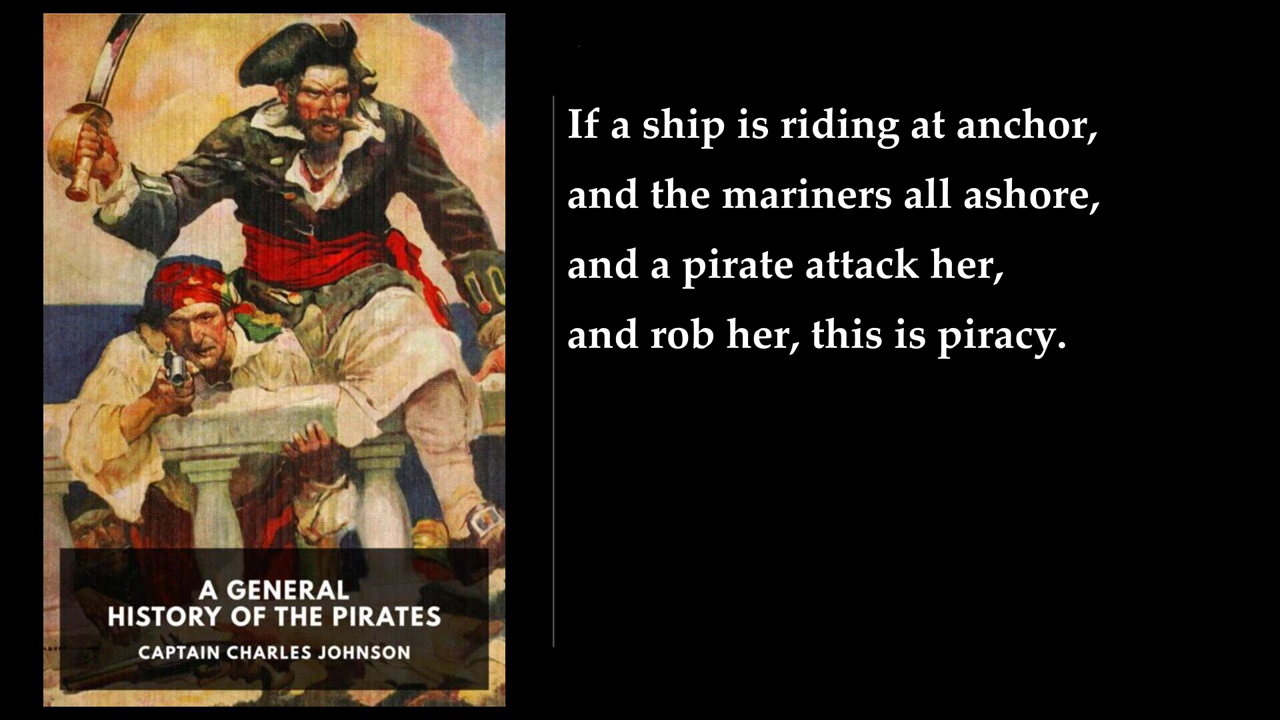 A GENERAL
HISTORY OF THE PIRATES
CAPTAIN CHARLES JOHNSON
If a ship is riding at anchor,
and the mariners all ashore,
and a pirate attack her,
and rob her, this is piracy.